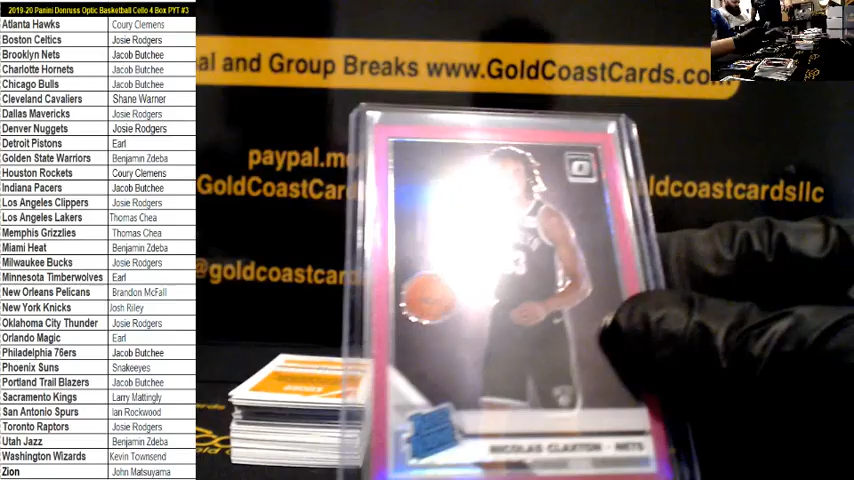 2019-20 Panini Donruss Optic Basketball Cello 4 Box PYT #3
Atlanta Hawks Coury Clemens
Boston Celtics Josie Rodgers
Brooklyn Nets Jacob Butchee
Charlotte Hornets Jacob Butchee
Chicago Bulls Jacob Butchee
Cleveland Cavaliers Shane Warner
Dallas Mavericks Josie Rodgers
Denver Nuggets Josie Rodgers
Detroit Pistons Earl
Golden State Warriors Benjamin Zdeba
Houston Rockets Coury Clemens
Indiana Pacers Jacob Butchee
Los Angeles Clippers Josie Rodgers
Los Angeles Lakers Thomas Chea
Memphis Grizzlies Thomas Chea
Miami Heat Benjamin Zdeba
Milwaukee Bucks Josie Rodgers
Minnesota Timberwolves Earl
New Orleans Pelicans Brandon McFall
New York Knicks Josh Riley
Oklahoma City Thunder Josie Rodgers
Orlando Magic Earl
Philadelphia 76ers Jacob Butchee
Phoenix Suns Snakeeyes
Portland Trail Blazers Jacob Butchee
Sacramento Kings Larry Mattingly
San Antonio Spurs Ian Rockwood
Toronto Raptors Josie Rodgers
Utah Jazz Benjamin Zdeba
Washington Wizards Kevin Townsend
Zion John Matsuyama
al and Group Breaks www.GoldCoastCards.com
paypal.m
GoldCoastCar
goldcoastcardsllc
@goldcoastc
NICOLAS CLAXTON - NETS